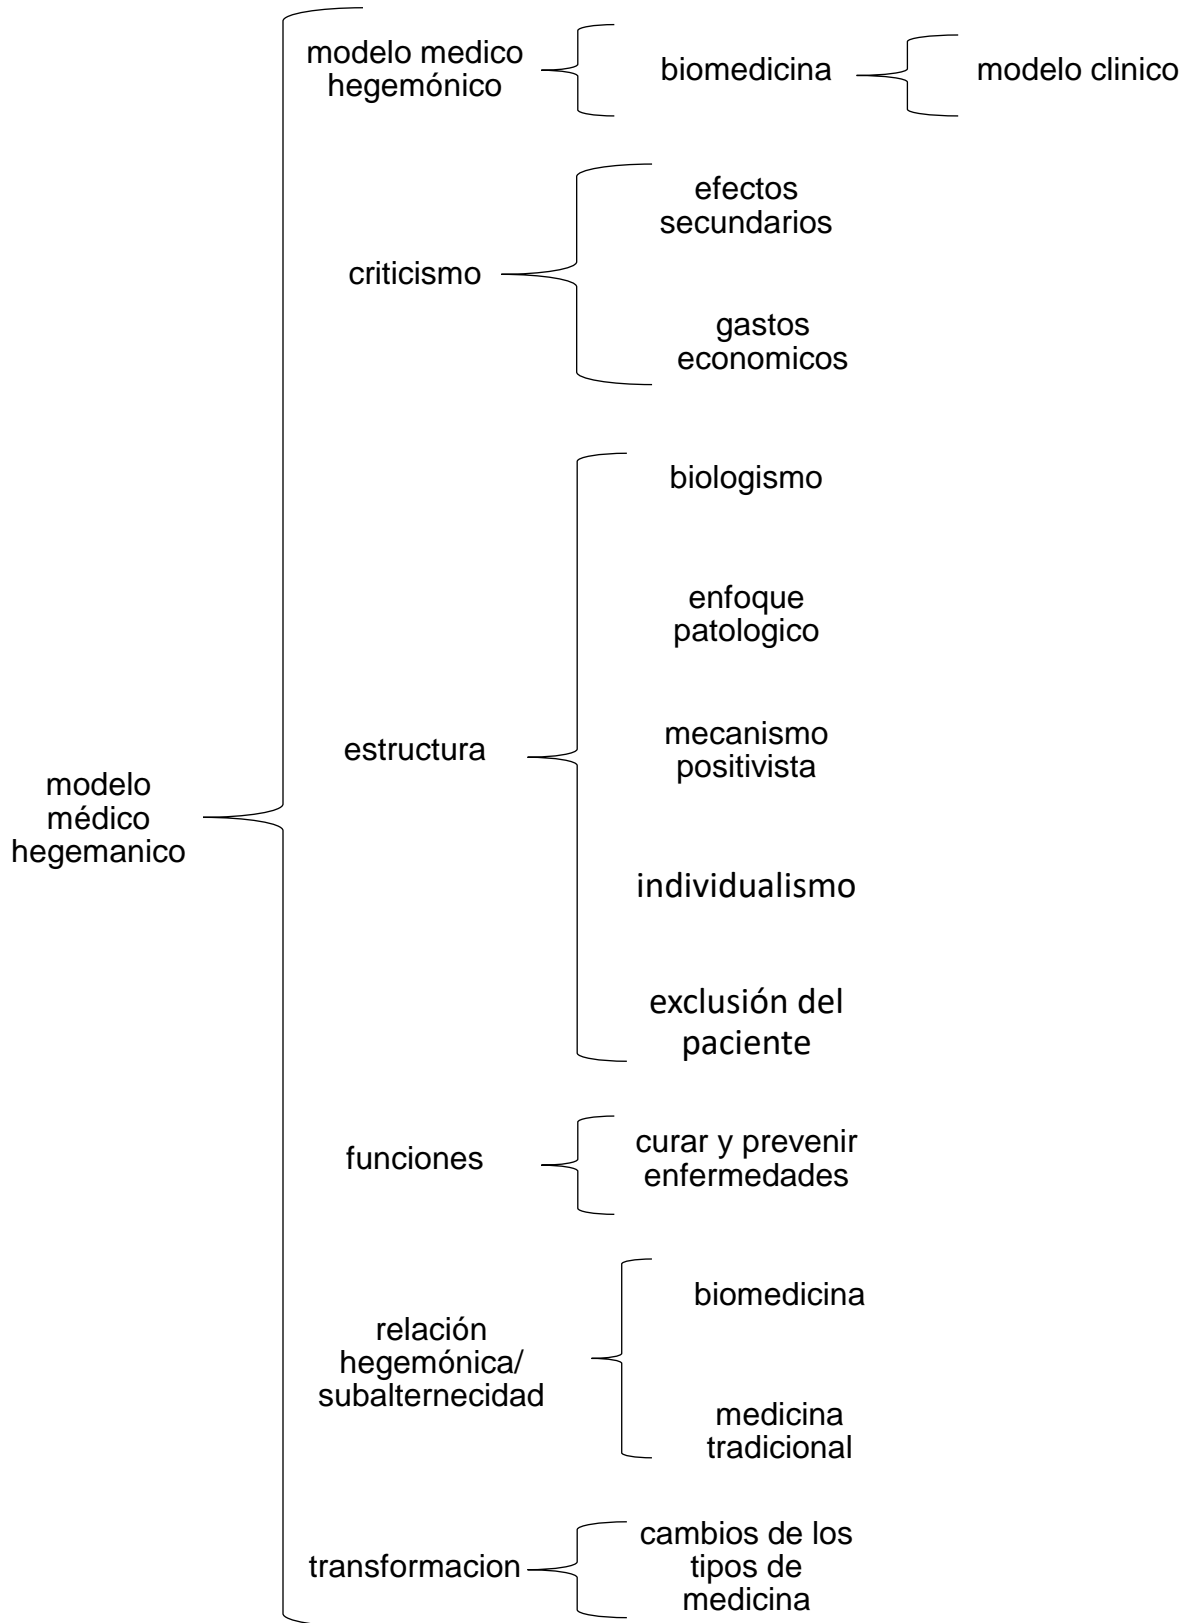 modelo
médico
hegemanico
modelo medico
hegemónico
biomedicina
modelo clinico
criticismo
efectos
secundarios
gastos
economicos
estructura
biologismo
enfoque
patologico
mecanismo
positivista
individualismo
exclusión del
paciente
funciones
curar y prevenir
enfermedades
relación
hegemónica/
subalternecidad
biomedicina
medicina
tradicional
transformacion
cambios de los
tipos de
medicina